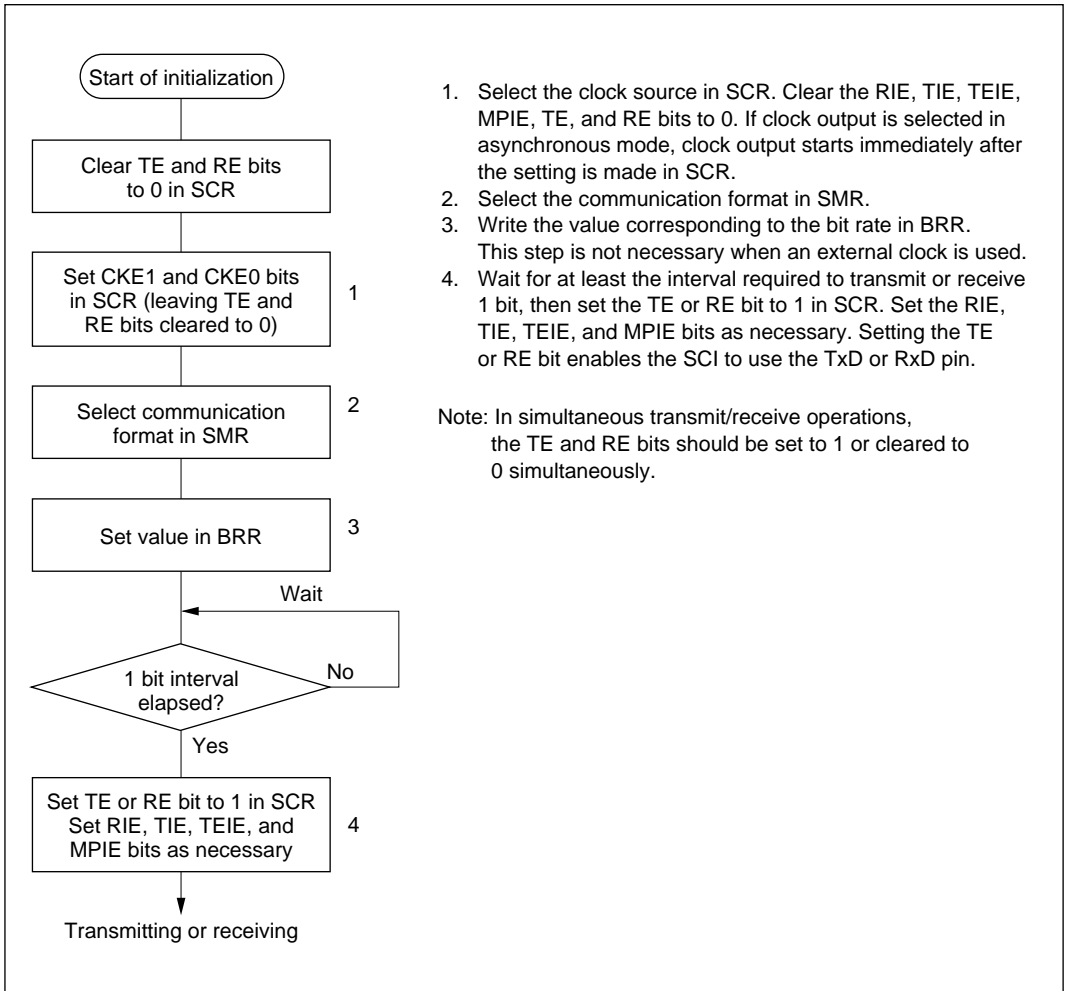 Start of initialization
Clear TE and RE bits
to 0 in SCR
Set CKE1 and CKE0 bits
in SCR (leaving TE and
RE bits cleared to 0)
1
Select communication
format in SMR
2
Set value in BRR
3
Wait
1 bit interval
elapsed?
No
Yes
Set TE or RE bit to 1 in SCR
Set RIE, TIE, TEIE, and
MPIE bits as necessary
4
Transmitting or receiving
1. Select the clock source in SCR. Clear the RIE, TIE, TEIE,
MPIE, TE, and RE bits to 0. If clock output is selected in
asynchronous mode, clock output starts immediately after
the setting is made in SCR.
2. Select the communication format in SMR.
3. Write the value corresponding to the bit rate in BRR.
This step is not necessary when an external clock is used.
4. Wait for at least the interval required to transmit or receive
1 bit, then set the TE or RE bit to 1 in SCR. Set the RIE,
TIE, TEIE, and MPIE bits as necessary. Setting the TE
or RE bit enables the SCI to use the TxD or RxD pin.
Note: In simultaneous transmit/receive operations,
the TE and RE bits should be set to 1 or cleared to
0 simultaneously.